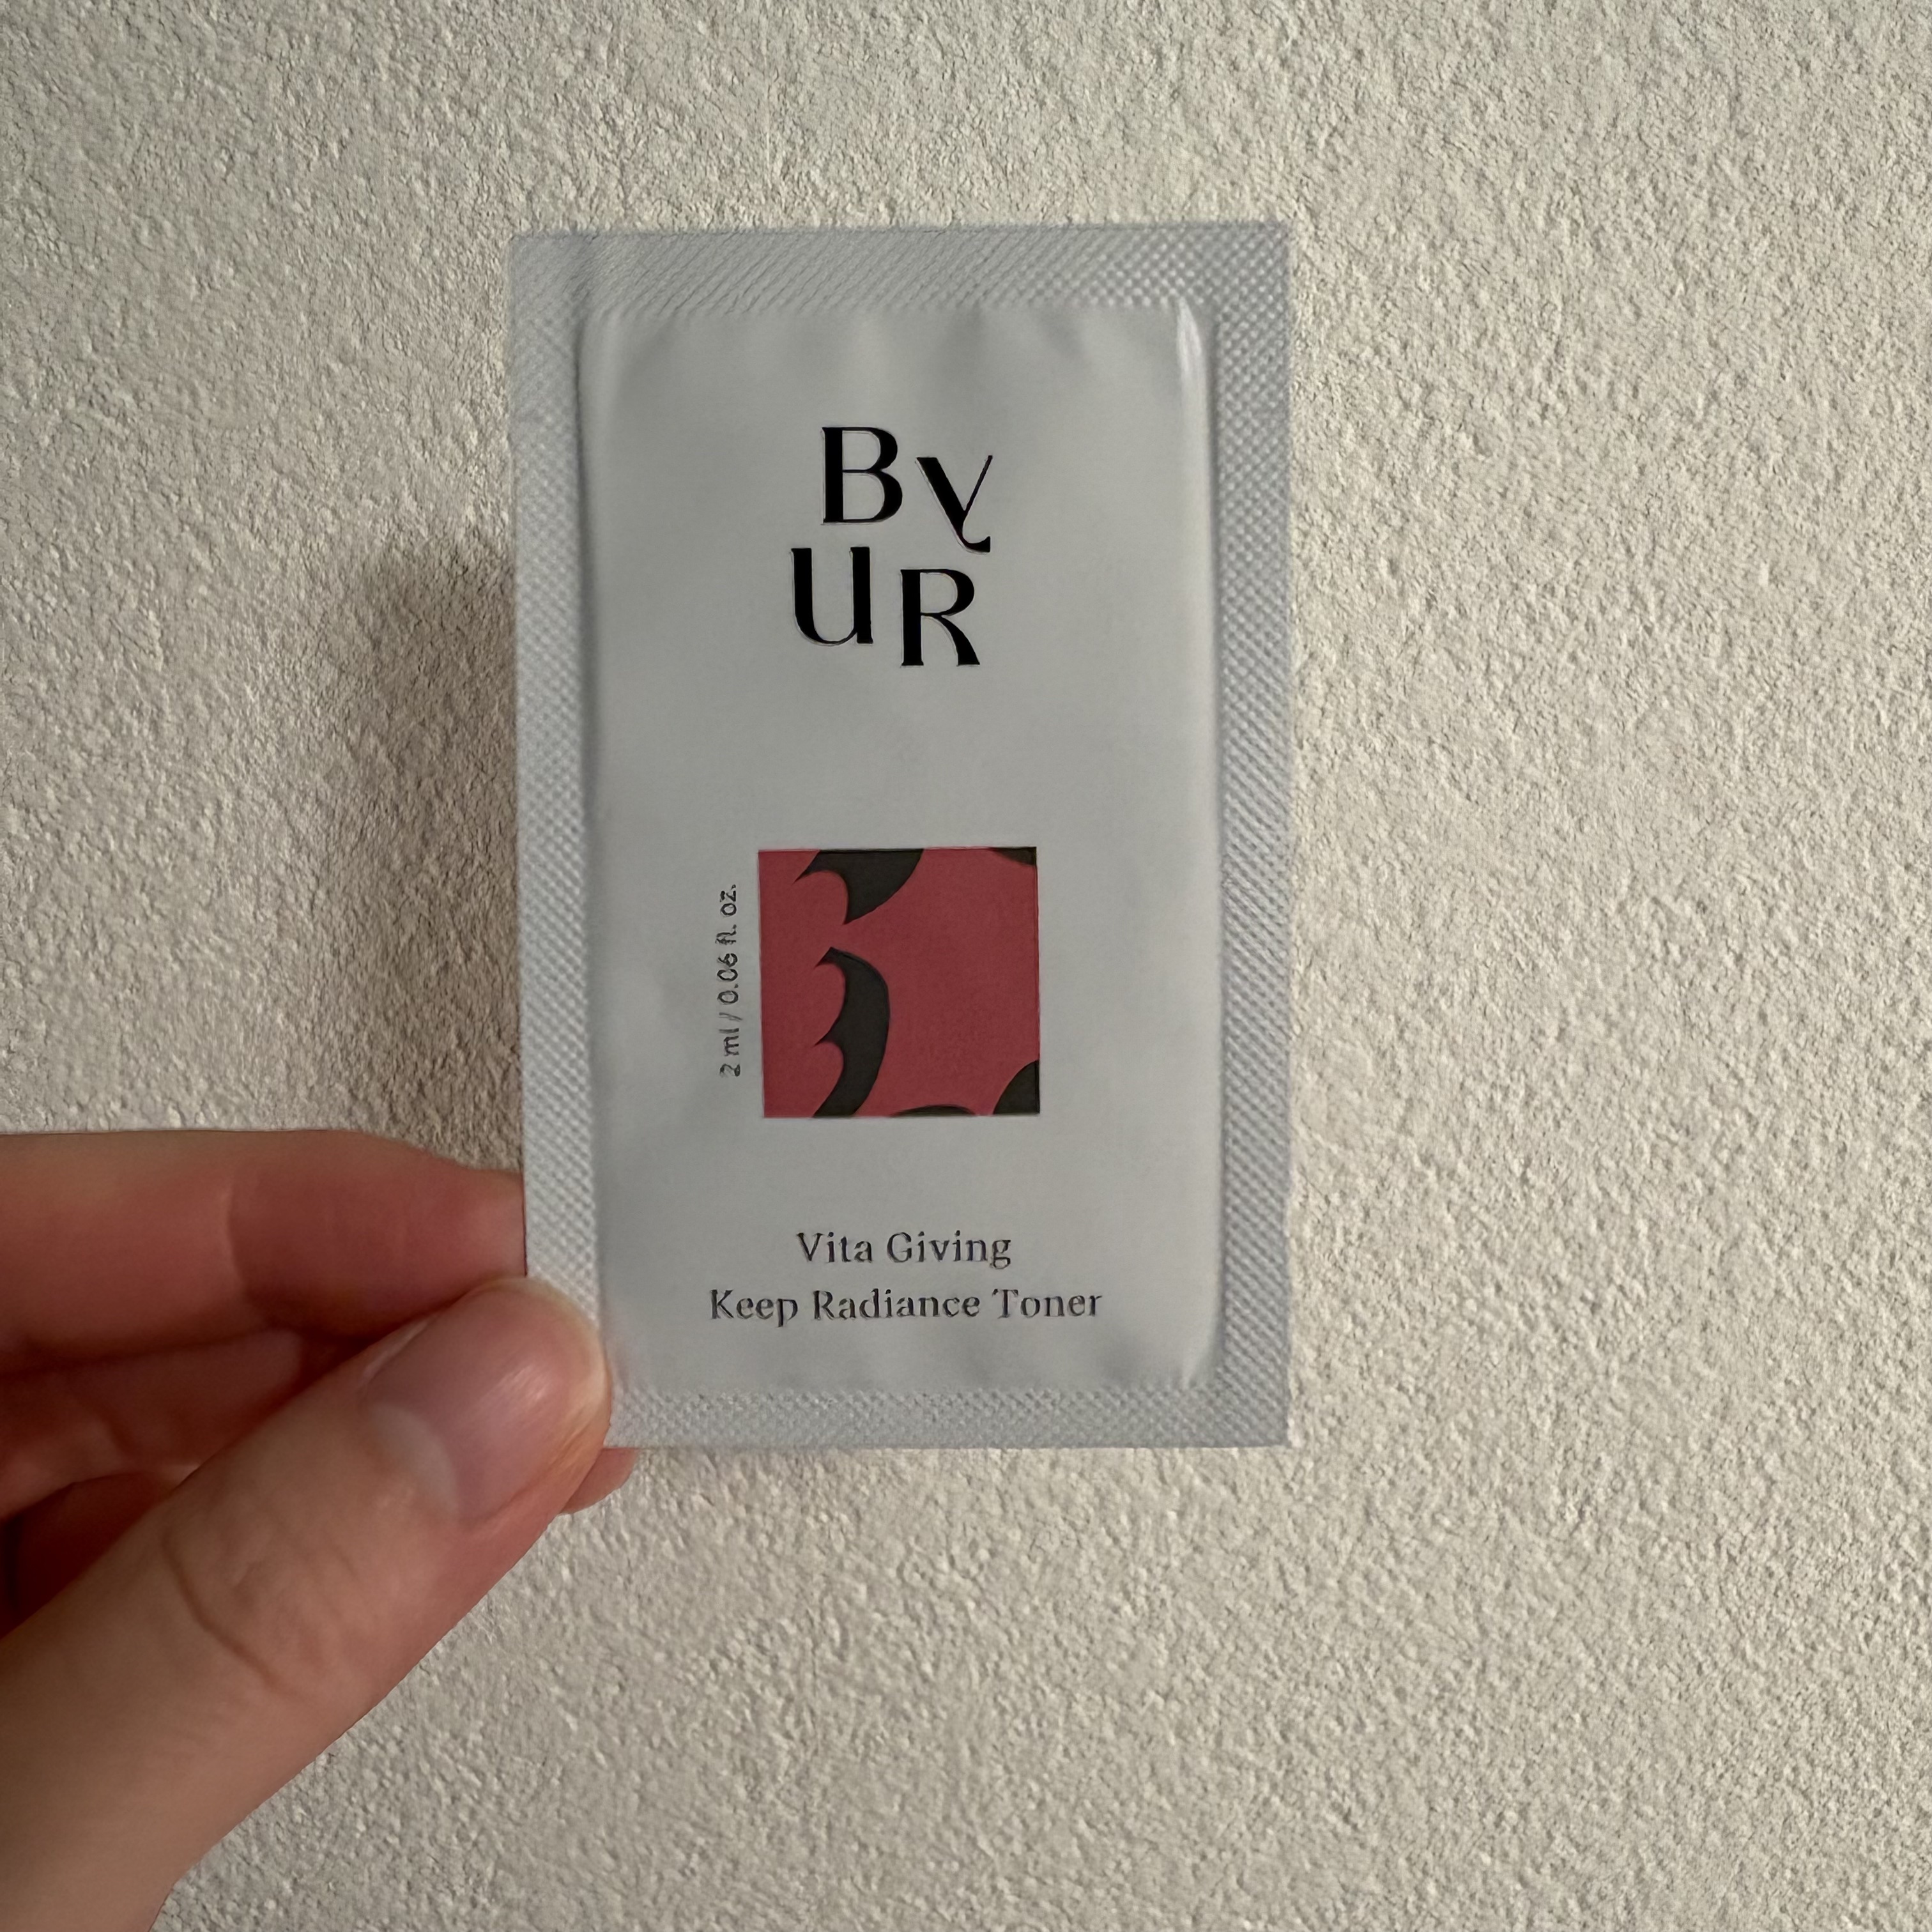 By
UR
2 ml / 0.06 fl. oz.
Vita Giving
Keep Radiance Toner